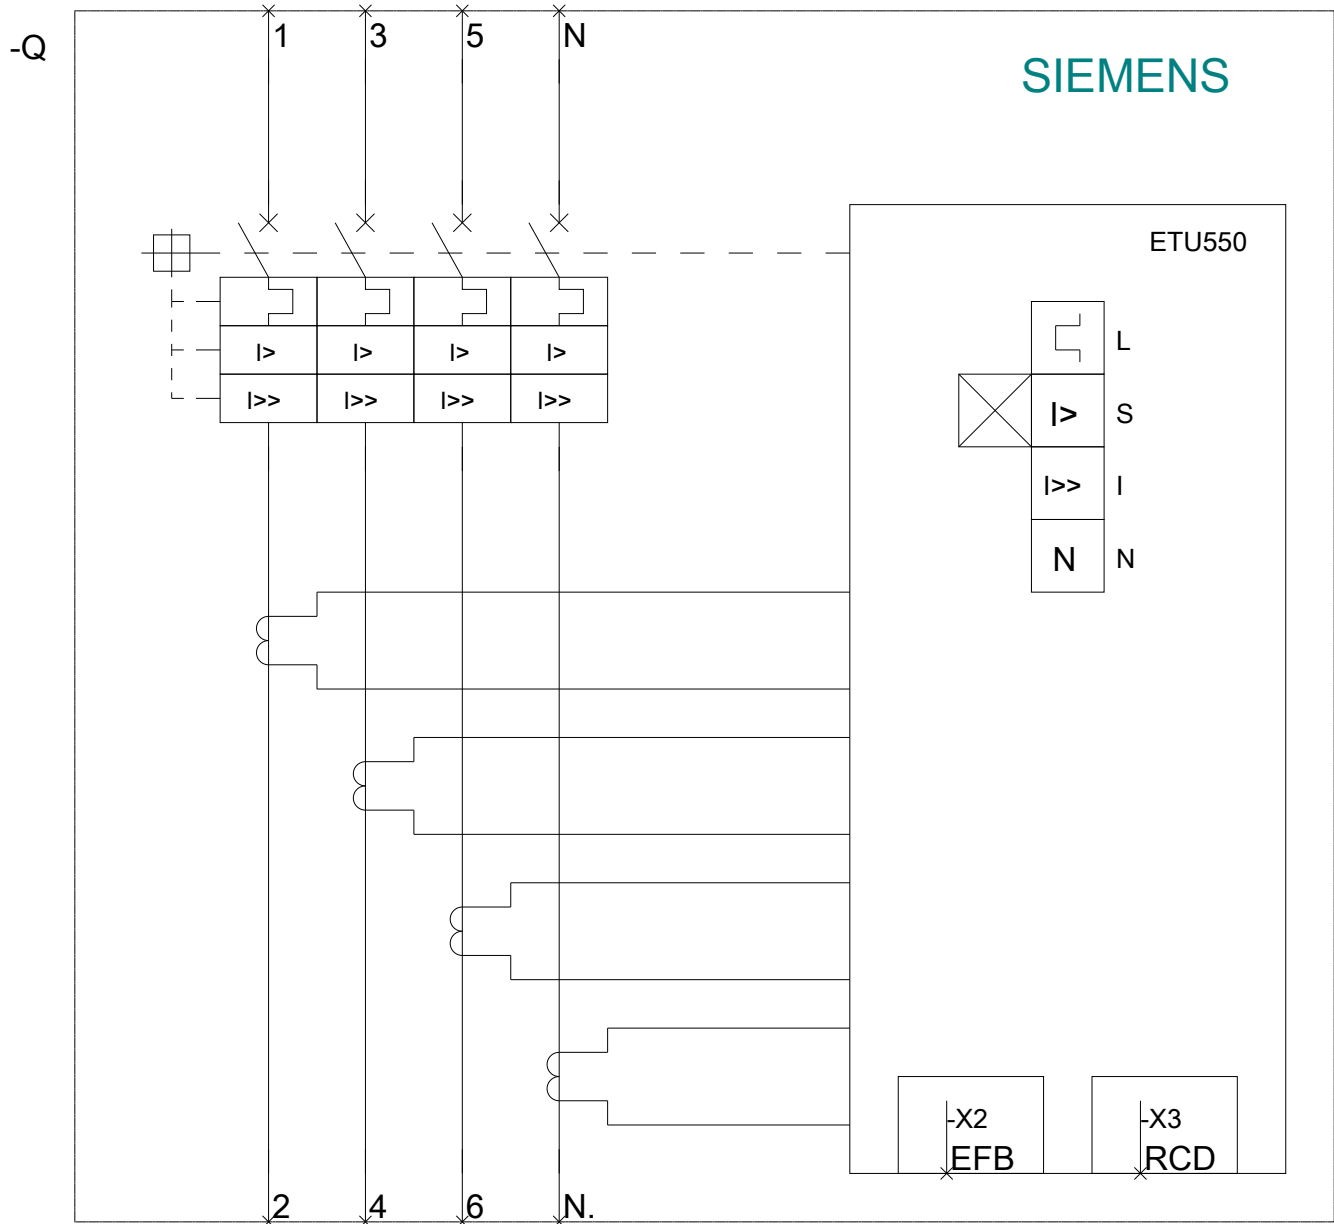 1 3 5 N
-Q
SIEMENS
ETU550
L
I> I> I> I>
I>> I>> I>> I>>
I> S
I>> I
N N
-X2 -X3
EFB RCD
2 4 6 N.